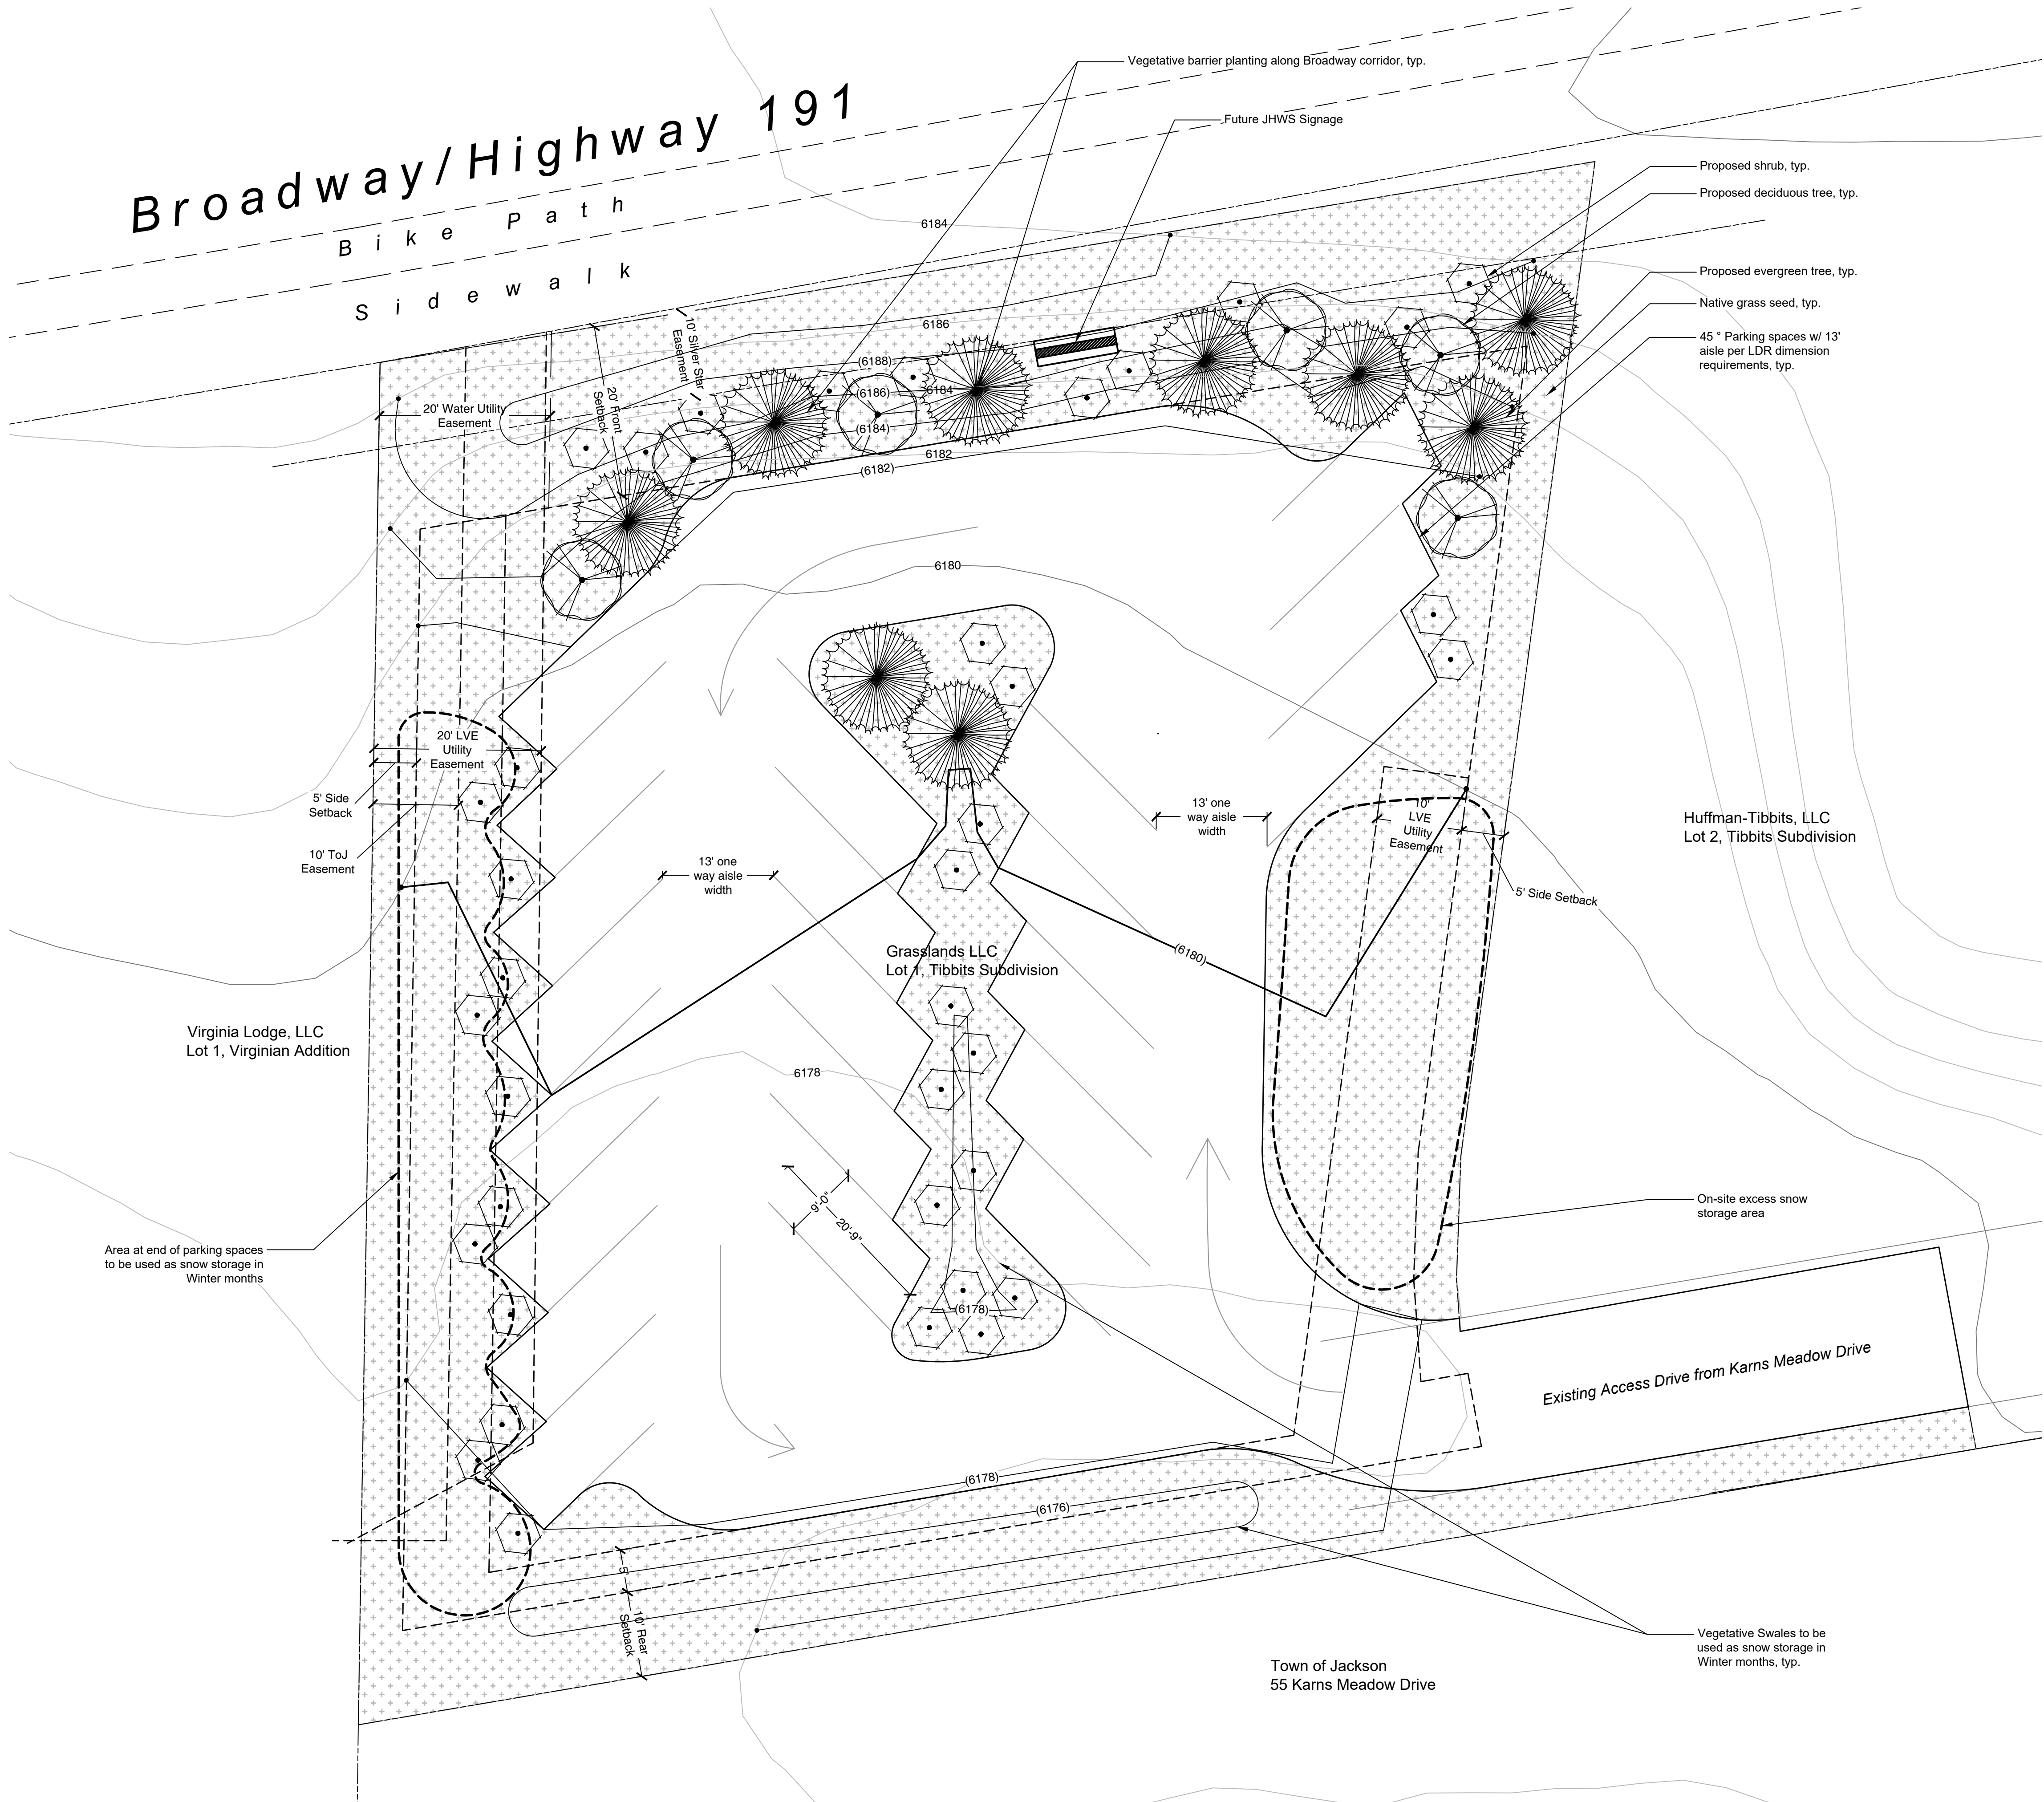 Vegetative barrier planting along Broadway corridor, typ.
Broadway/Highway 191
Future JHWS Signage
Bike Path
Sidewalk
Proposed shrub, typ.
Proposed deciduous tree, typ.
6184
Proposed evergreen tree, typ.
Native grass seed, typ.
6186
10' Silver Star
Easement
45 ° Parking spaces w/ 13'
aisle per LDR dimension
requirements, typ.
(6188)
20' Front
Setback
(6186)
6184
20' Water Utility
Easement
(6184)
6182
(6182)
6180
20' LVE
Utility
Easement
5' Side
Setback
10' ToJ
Easement
13' one
way aisle
width
13' one
way aisle
width
10'
LVE
Utility
Easement
Huffman-Tibbits, LLC
Lot 2, Tibbits Subdivision
5' Side Setback
Grasslands LLC
Lot 1, Tibbits Subdivision
(6180)
Virginia Lodge, LLC
Lot 1, Virginian Addition
6178
9'-0"
20'-9"
On-site excess snow
storage area
Area at end of parking spaces
to be used as snow storage in
Winter months
(6178)
Existing Access Drive from Karns Meadow Drive
(6178)
(6176)
5'
10' Rear
Setback
Vegetative Swales to be
used as snow storage in
Winter months, typ.
Town of Jackson
55 Karns Meadow Drive